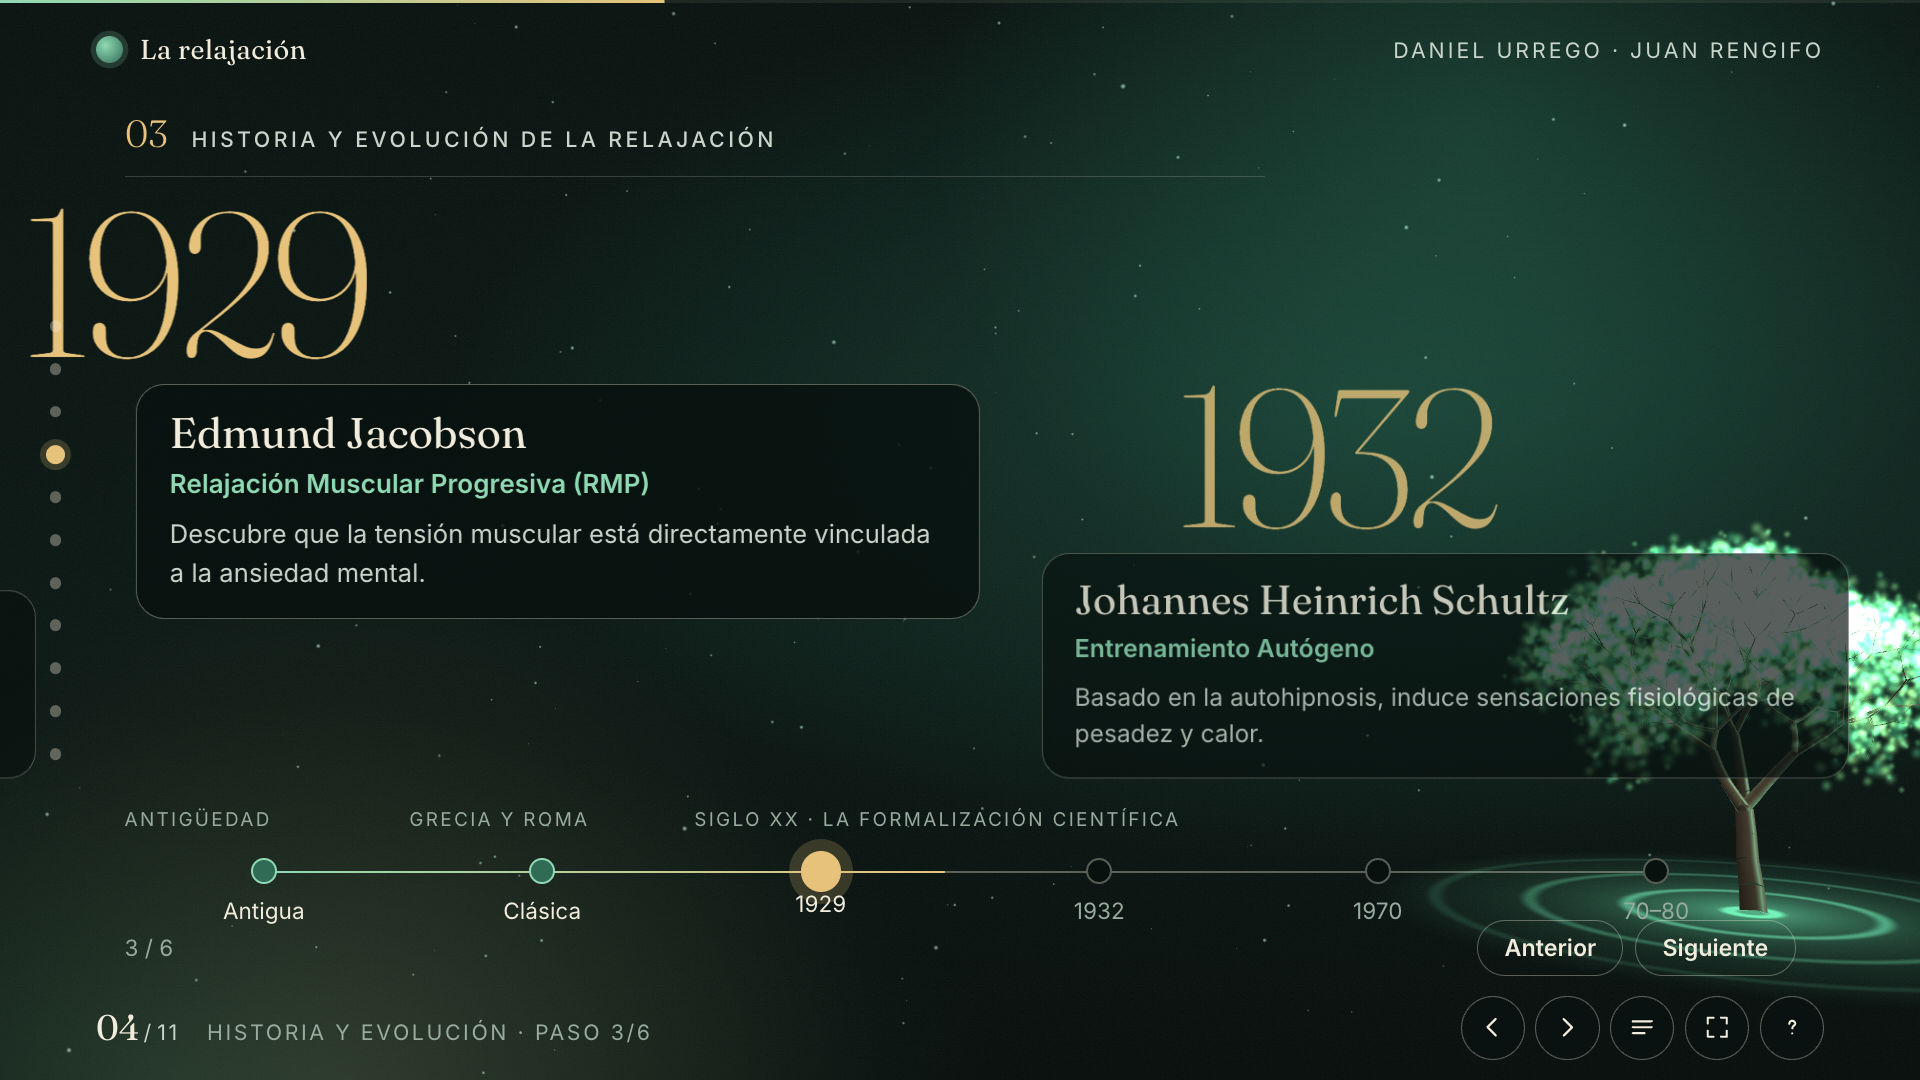 La relajación
DANIEL URREGO · JUAN RENGIFO
03 HISTORIA Y EVOLUCIÓN DE LA RELAJACIÓN
1929
Edmund Jacobson
Relajación Muscular Progresiva (RMP)
Descubre que la tensión muscular está directamente vinculada
a la ansiedad mental.
1932
Johannes Heinrich Schultz
Entrenamiento Autógeno
Basado en la autohipnosis, induce sensaciones fisiológicas de
pesadez y calor.
ANTIGÜEDAD
GRECIA Y ROMA
SIGLO XX · LA FORMALIZACIÓN CIENTÍFICA
Antigua
Clásica
1929
1932
1970
70–80
3 / 6
Anterior
Siguiente
04 / 11
HISTORIA Y EVOLUCIÓN · PASO 3/6
?